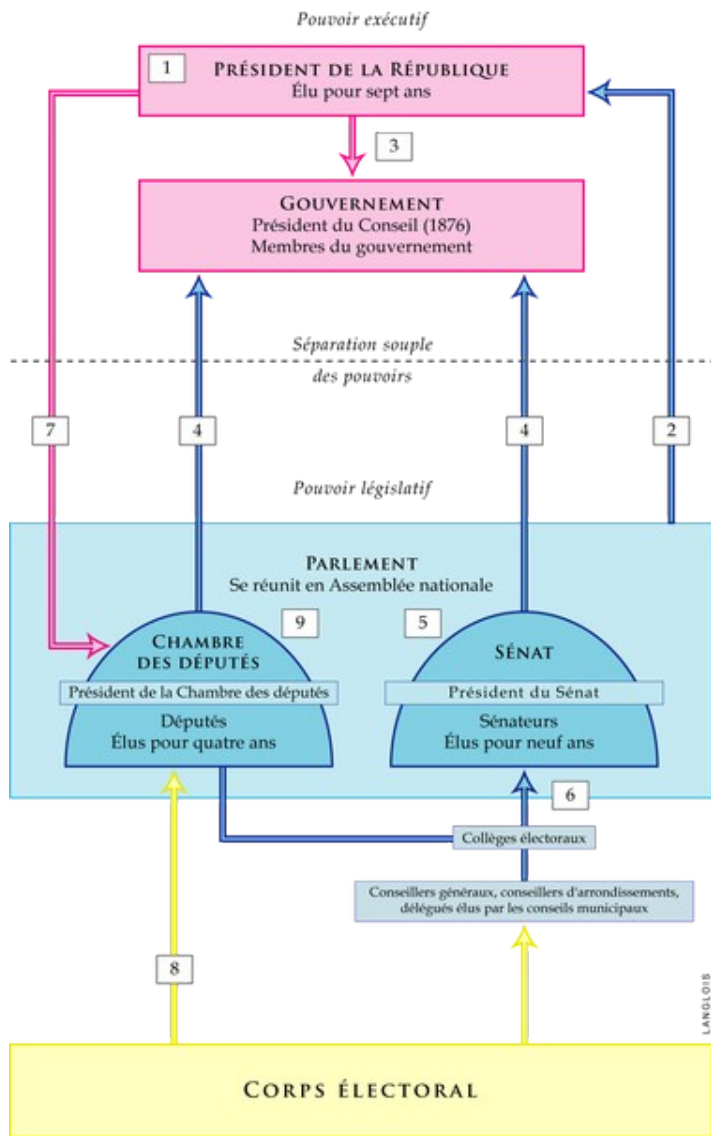 Pouvoir exécutif
1
PRÉSIDENT DE LA RÉPUBLIQUE
Élu pour sept ans
3
GOUVERNEMENT
Président du Conseil (1876)
Membres du gouvernement
Séparation souple
des pouvoirs
7
4
4
2
Pouvoir législatif
PARLEMENT
Se réunit en Assemblée nationale
9
5
CHAMBRE
DES DÉPUTÉS
Président de la Chambre des députés
Députés
Élus pour quatre ans
SÉNAT
Président du Sénat
Sénateurs
Élus pour neuf ans
6
Collèges électoraux
Conseillers généraux, conseillers d'arrondissements,
délégués élus par les conseils municipaux
8
LANGLOIS
CORPS ÉLECTORAL